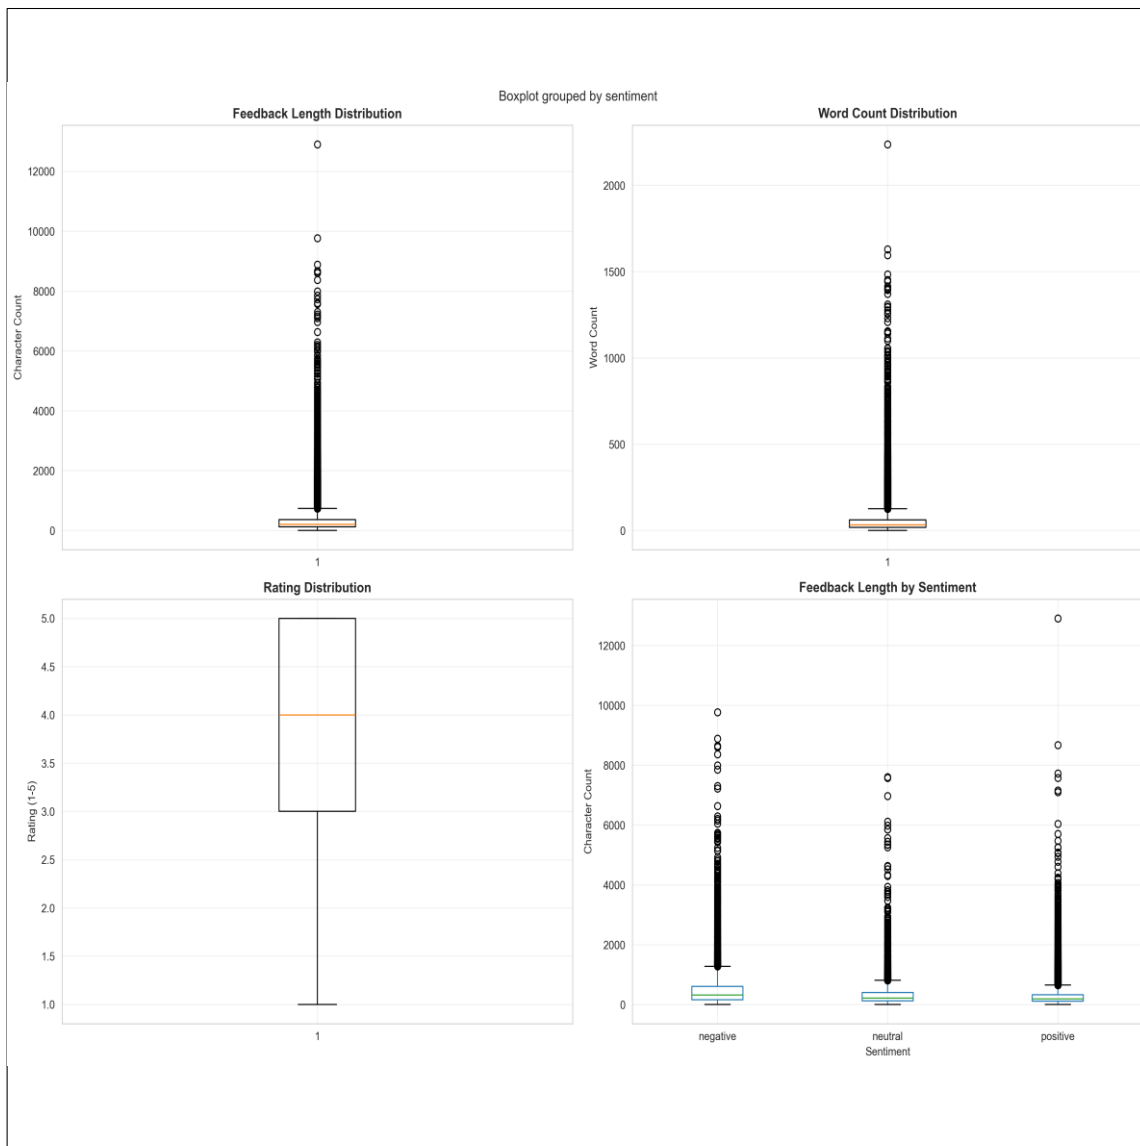 Boxplot grouped by sentiment
Feedback Length Distribution
Character Count
12000
10000
8000
6000
4000
2000
0
1
Word Count Distribution
Word Count
2000
1500
1000
500
0
1
Rating Distribution
Rating (1-5)
5.0
4.5
4.0
3.5
3.0
2.5
2.0
1.5
1.0
1
Feedback Length by Sentiment
Character Count
12000
10000
8000
6000
4000
2000
0
negative neutral positive
Sentiment